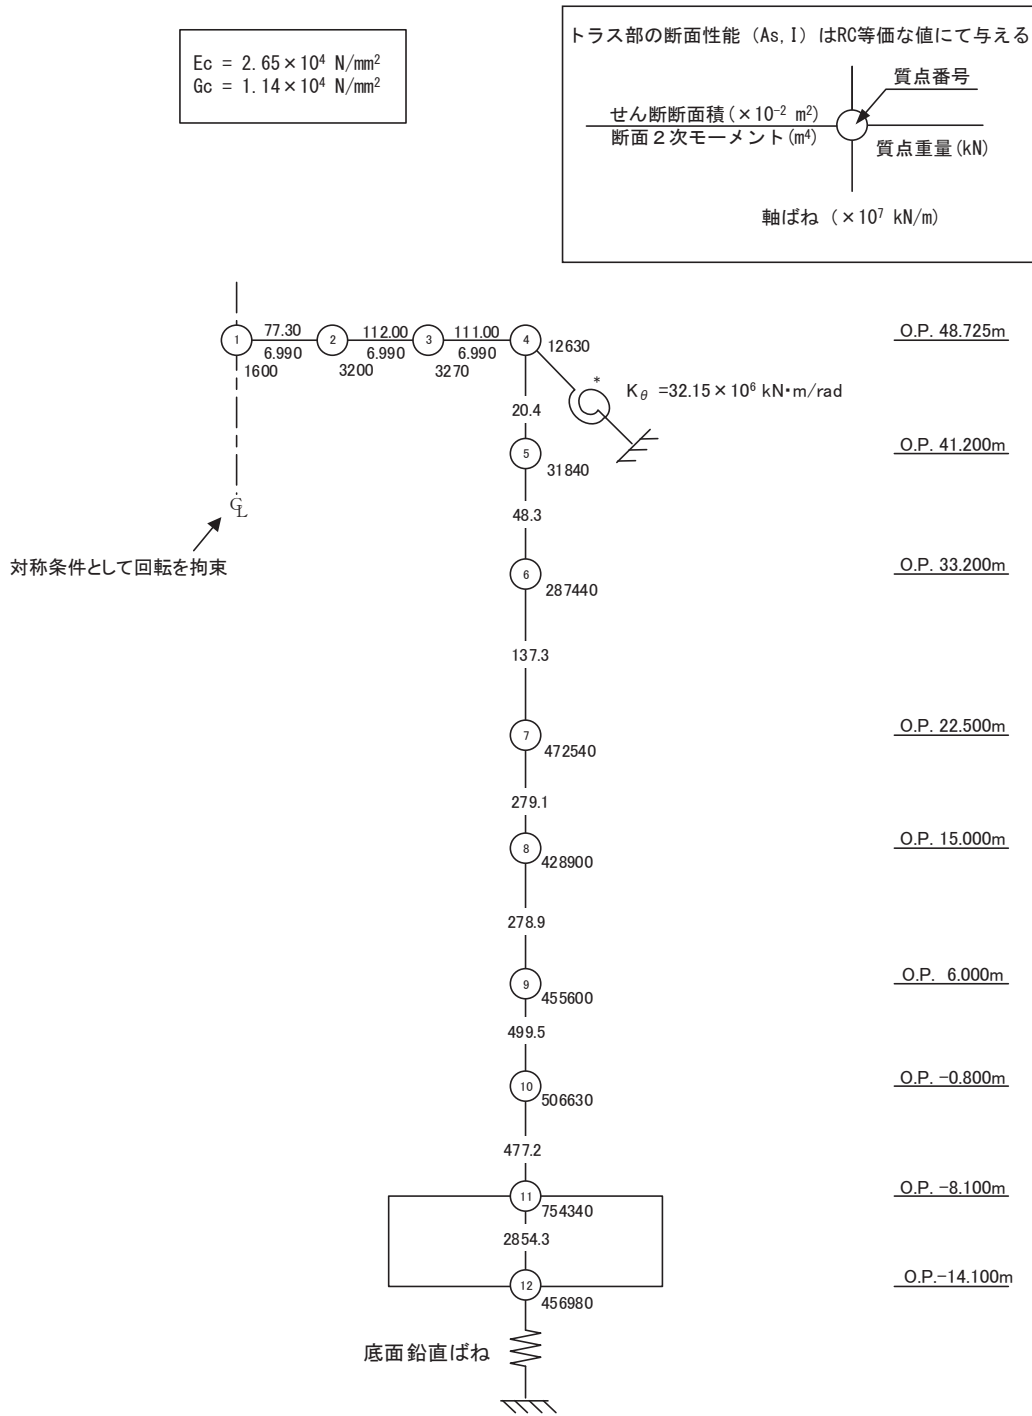 Ec = 2.65×10⁴ N/mm²
Gc = 1.14×10⁴ N/mm²
トラス部の断面性能（As, I）はRC等価な値にて与える
質点番号
せん断断面積(×10⁻² m²)
断面２次モーメント(m⁴)
質点重量(kN)
軸ばね（×10⁷ kN/m）
1 77.30 2 112.00 3 111.00 4 12630 O.P. 48.725m
6.990 6.990 6.990
1600 3200 3270
* Kθ =32.15×10⁶ kN・m/rad
20.4
5 O.P. 41.200m
31840
CL
48.3
対称条件として回転を拘束
6 O.P. 33.200m
287440
137.3
7 O.P. 22.500m
472540
279.1
8 O.P. 15.000m
428900
278.9
9 O.P. 6.000m
455600
499.5
10 O.P. -0.800m
506630
477.2
11 O.P. -8.100m
754340
2854.3
12 O.P.-14.100m
456980
底面鉛直ばね